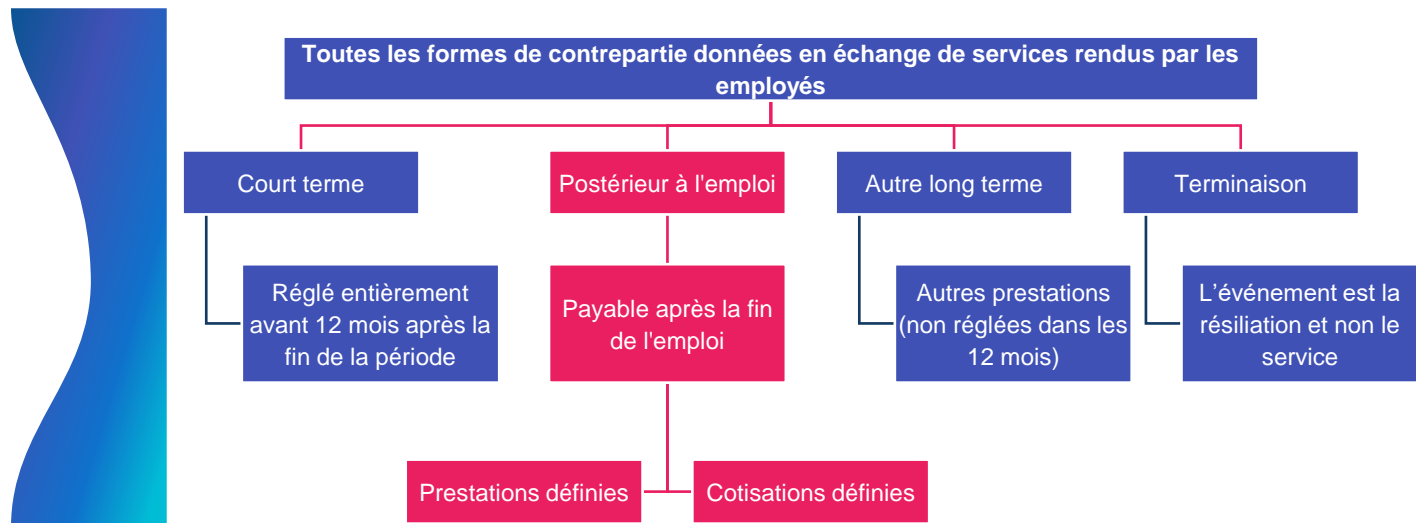 Toutes les formes de contrepartie données en échange de services rendus par les
employés
Court terme
Postérieur à l'emploi
Autre long terme
Terminaison
Réglé entièrement
avant 12 mois après la
fin de la période
Payable après la fin
de l'emploi
Autres prestations
(non réglées dans les
12 mois)
L’événement est la
résiliation et non le
service
Prestations définies
Cotisations définies